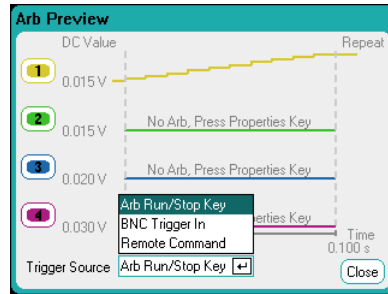 Arb Preview
DC Value
Repeat
1
0.015 V
2
0.015 V
No Arb, Press Properties Key
3
0.020 V
No Arb, Press Properties Key
4
0.030 V
Arb Run/Stop Key
BNC Trigger In
Remote Command
Key
Time
0.100 s
Trigger Source
Arb Run/Stop Key
Close